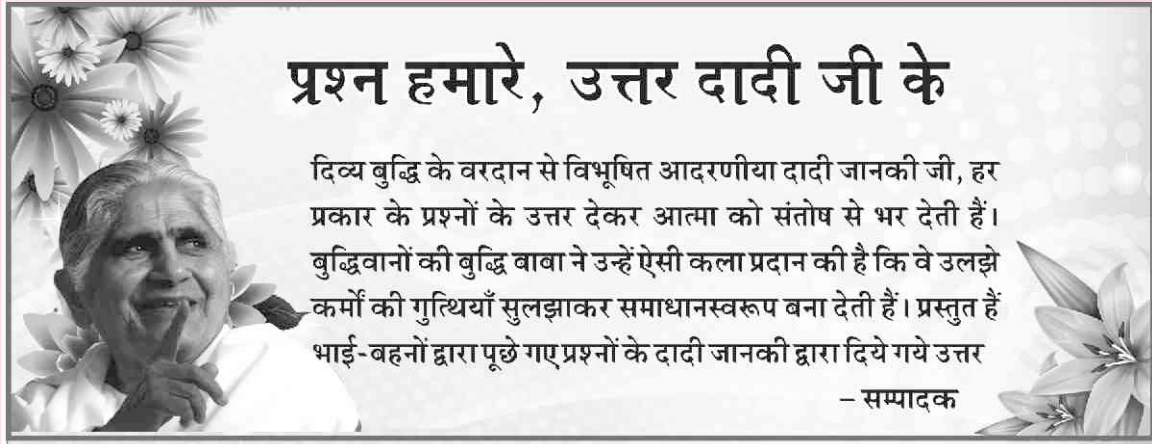 प्रश्न हमारे, उत्तर दादी जी के
दिव्य बुद्धि के वरदान से विभूषित आदरणीया दादी जानकी जी, हर
प्रकार के प्रश्नों के उत्तर देकर आत्मा को संतोष से भर देती हैं।
बुद्धिवानों की बुद्धि बाबा ने उन्हें ऐसी कला प्रदान की है कि वे उलझे
कर्मों की गुत्थियाँ सुलझाकर समाधानस्वरूप बना देती हैं। प्रस्तुत हैं
भाई-बहनों द्वारा पूछे गए प्रश्नों के दादी जानकी द्वारा दिये गये उत्तर
– सम्पादक